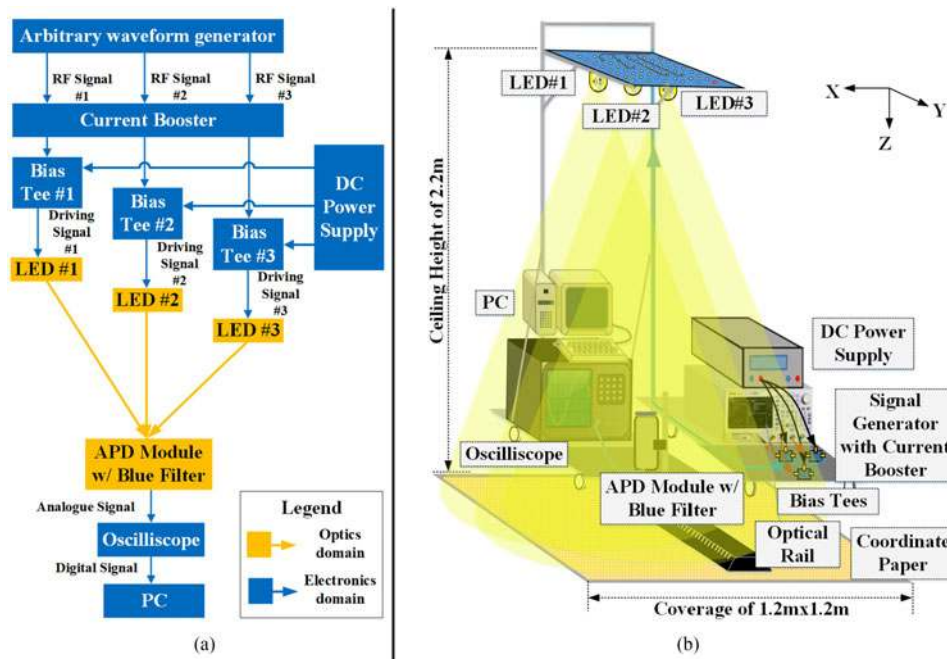 Arbitrary waveform generator
RF Signal
#1
RF Signal
#2
RF Signal
#3
Current Booster
Bias
Tee #1
Bias
Tee #2
Bias
Tee #3
DC
Power
Supply
Driving
Signal
#1
Driving
Signal
#2
Driving
Signal
#3
LED #1
LED #2
LED #3
APD Module
w/ Blue Filter
Analogue Signal
Oscilliscope
Digital Signal
PC
Legend
Optics
domain
Electronics
domain
(a)
LED#1
LED#2
LED#3
X
Y
Z
Ceiling Height of 2.2m
PC
DC Power
Supply
Signal
Generator
with Current
Booster
Oscilliscope
APD Module w/
Blue Filter
Bias Tees
Optical
Rail
Coordinate
Paper
Coverage of 1.2mx1.2m
(b)